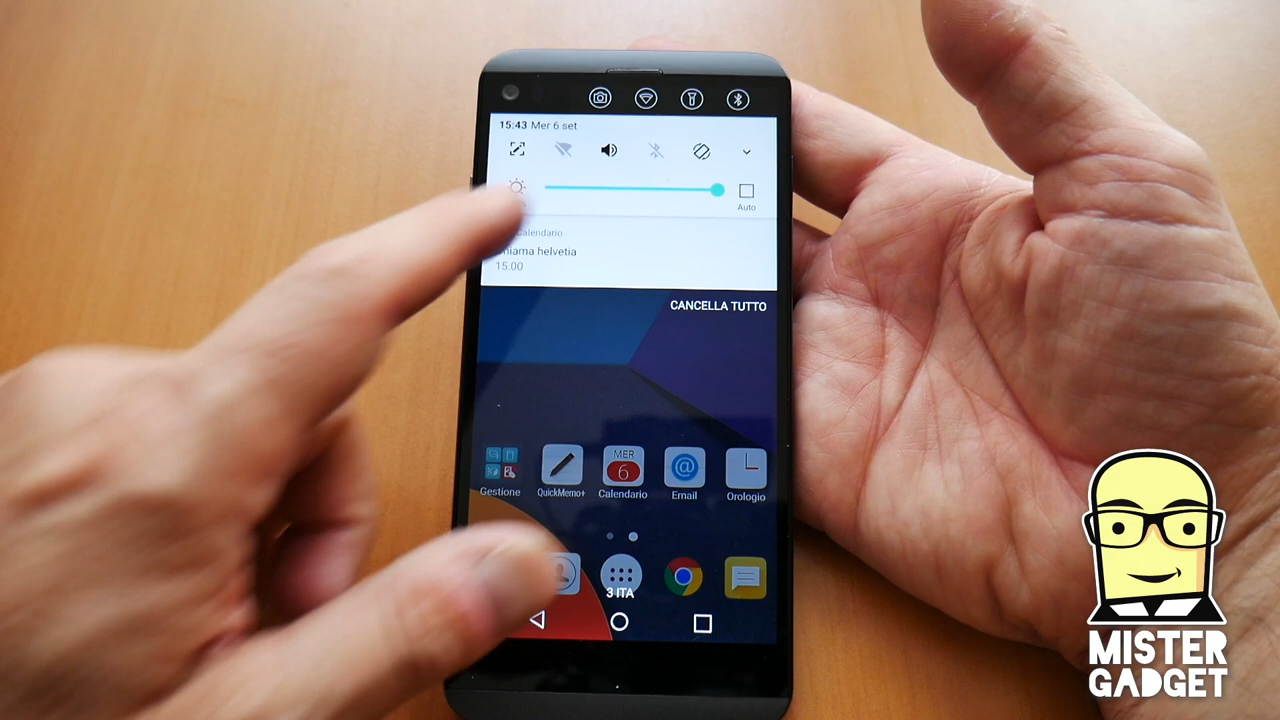 15:43 Mer 6 set
Auto
Calendario
hiama helvetia
15:00
CANCELLA TUTTO
MER
6
Gestione
QuickMemo+
Calendario
Email
Orologio
3 ITA
MISTER
GADGET